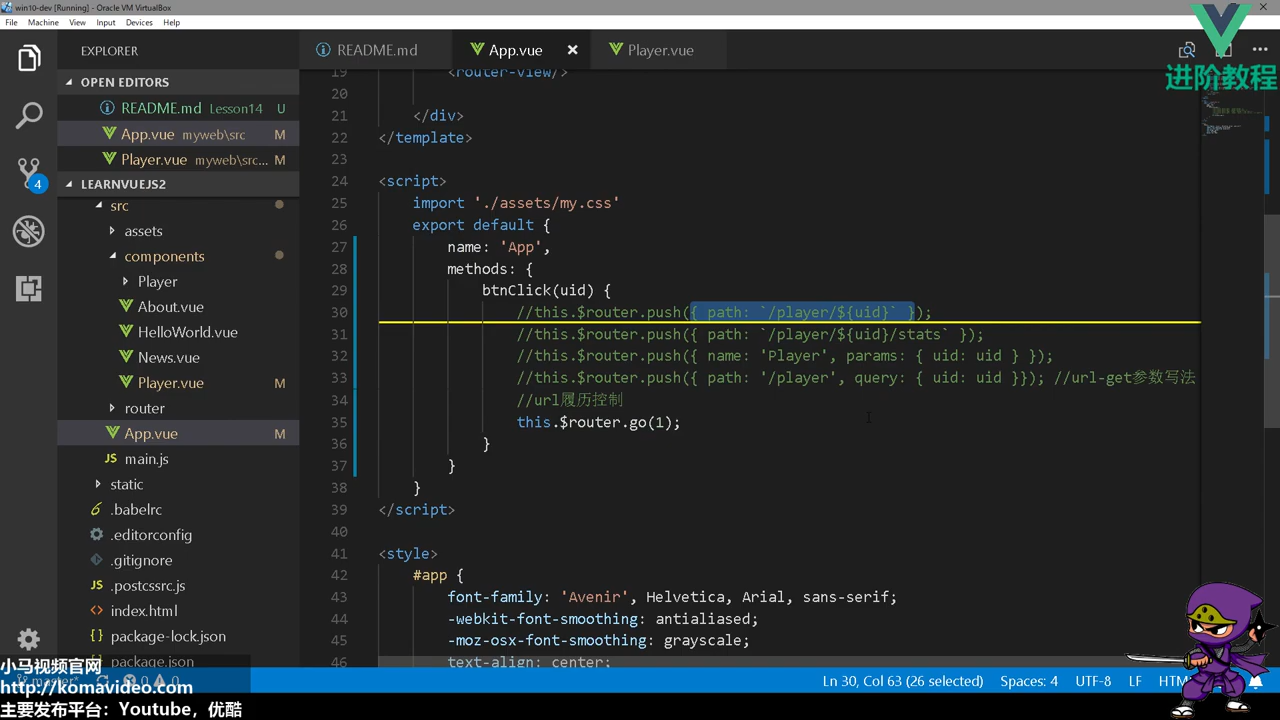 win10-dev [Running] - Oracle VM VirtualBox
File Machine View Input Devices Help
EXPLORER
README.md
App.vue
Player.vue
进阶教程
OPEN EDITORS
README.md Lesson14 U
App.vue myweb\src M
Player.vue myweb\src... M
LEARNVUEJS2
src
assets
components
Player
About.vue
HelloWorld.vue
News.vue
Player.vue M
router
App.vue M
main.js
static
.babelrc
.editorconfig
.gitignore
.postcssrc.js
index.html
package-lock.json
package.json
4
19 <router-view/>
20
21 </div>
22 </template>
23
24 <script>
25 import './assets/my.css'
26 export default {
27 name: 'App',
28 methods: {
29 btnClick(uid) {
30 //this.$router.push({ path: `/player/${uid}` });
31 //this.$router.push({ path: `/player/${uid}/stats` });
32 //this.$router.push({ name: 'Player', params: { uid: uid } });
33 //this.$router.push({ path: '/player', query: { uid: uid }}); //url-get参数写法
34 //url履历控制
35 this.$router.go(1);
36 }
37 }
38 }
39 </script>
40
41 <style>
42 #app {
43 font-family: 'Avenir', Helvetica, Arial, sans-serif;
44 -webkit-font-smoothing: antialiased;
45 -moz-osx-font-smoothing: grayscale;
46 text-align: center;
小马视频官网
http://komavideo.com
主要发布平台：Youtube，优酷
master* 0 0
Ln 30, Col 63 (26 selected) Spaces: 4 UTF-8 LF